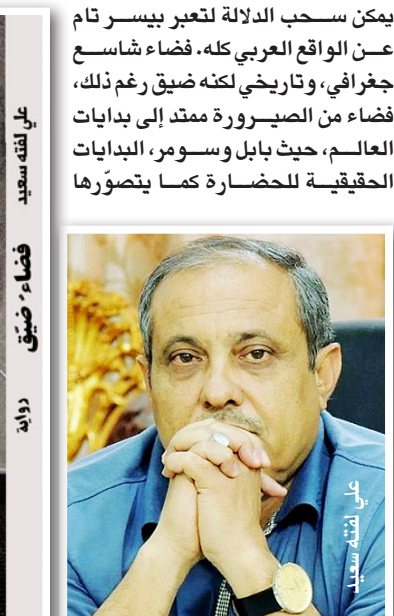 يمكن سحب الدلالة لتعبر بيسر تام
عن الواقع العربي كله. فضاء شاسع
جغرافي، وتاريخي لكنه ضيق رغم ذلك،
فضاء من الصيرورة ممتد إلى بدايات
العالم، حيث بابل وسومر، البدايات
الحقيقية للحضارة كما يتصوّرها
علي لفته سعيد
فضاءٌ ضيّق
رواية
علي لفته سعيد